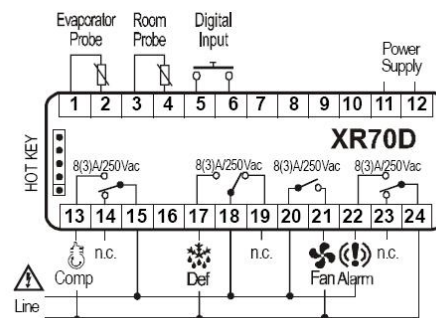 Evaporator Probe
Room Probe
Digital Input
Power Supply
1 2 3 4 5 6 7 8 9 10 11 12
XR70D
HOT KEY
8(3)A/250Vac 8(3)A/250Vac 8(3)A/250Vac 8(3)A/250Vac
13 14 15 16 17 18 19 20 21 22 23 24
n.c. n.c. n.c.
Comp Def Fan Alarm
Line